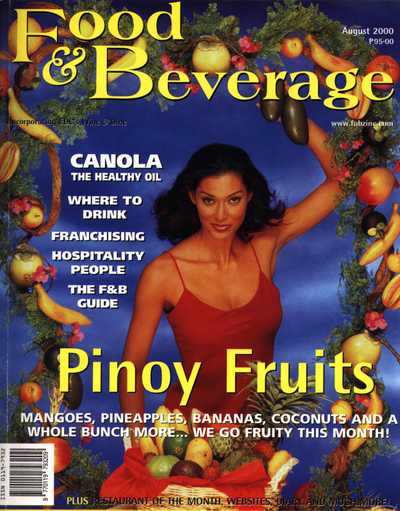 Food
August 2000
P95-00
& Beverage
www.fabzine.com
CANOLA
THE HEALTHY OIL
WHERE TO
DRINK
FRANCHISING
HOSPITALITY
PEOPLE
THE F&B
GUIDE
Pinoy Fruits
MANGOES, PINEAPPLES, BANANAS, COCONUTS AND A
WHOLE BUNCH MORE... WE GO FRUITY THIS MONTH!
PLUS RESTAURANT OF THE MONTH, WEBSITES, DIARY AND MUCH MORE!